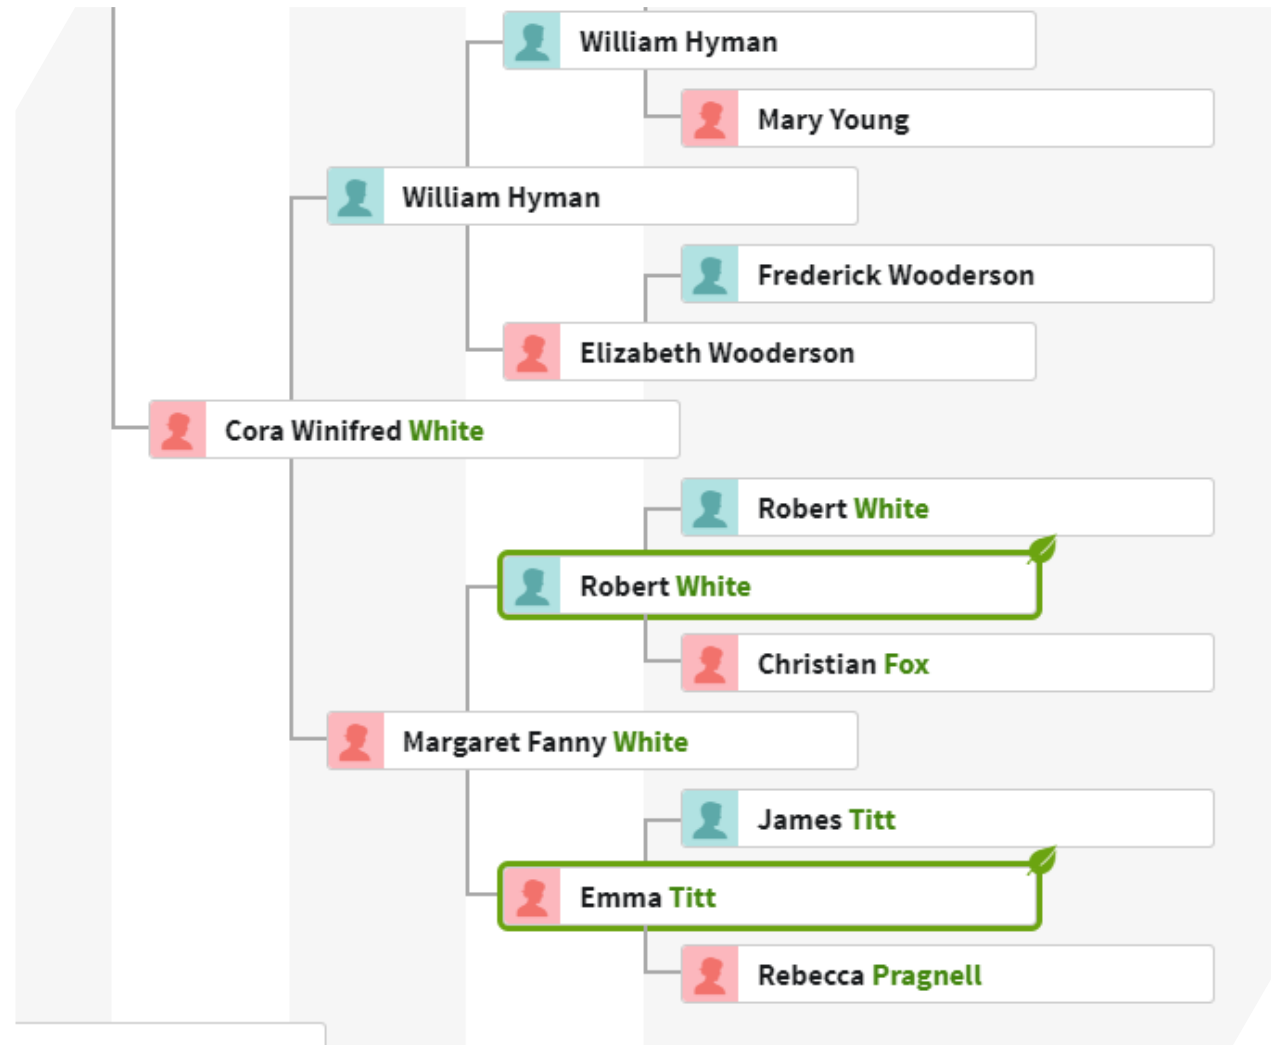 William Hyman
Mary Young
William Hyman
Frederick Wooderson
Elizabeth Wooderson
Cora Winifred White
Robert White
Robert White
Christian Fox
Margaret Fanny White
James Titt
Emma Titt
Rebecca Pragnell